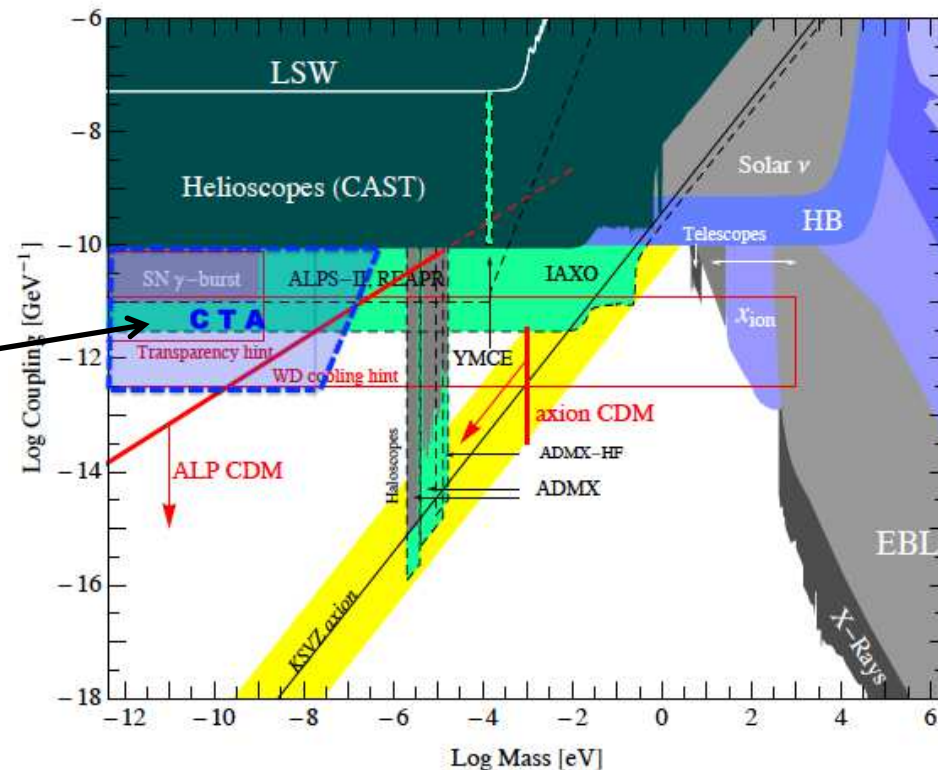 −6
−8
−10
−12
−14
−16
−18
Log Coupling [GeV⁻¹]
LSW
Helioscopes (CAST)
Solar ν
HB
Telescopes
SN γ−burst
ALPS−II, REAPR
IAXO
CTA
x_ion
Transparency hint
YMCE
WD cooling hint
axion CDM
ALP CDM
Haloscopes
ADMX−HF
ADMX
EBL
KSVZ axion
X−Rays
−12
−10
−8
−6
−4
−2
0
2
4
6
Log Mass [eV]